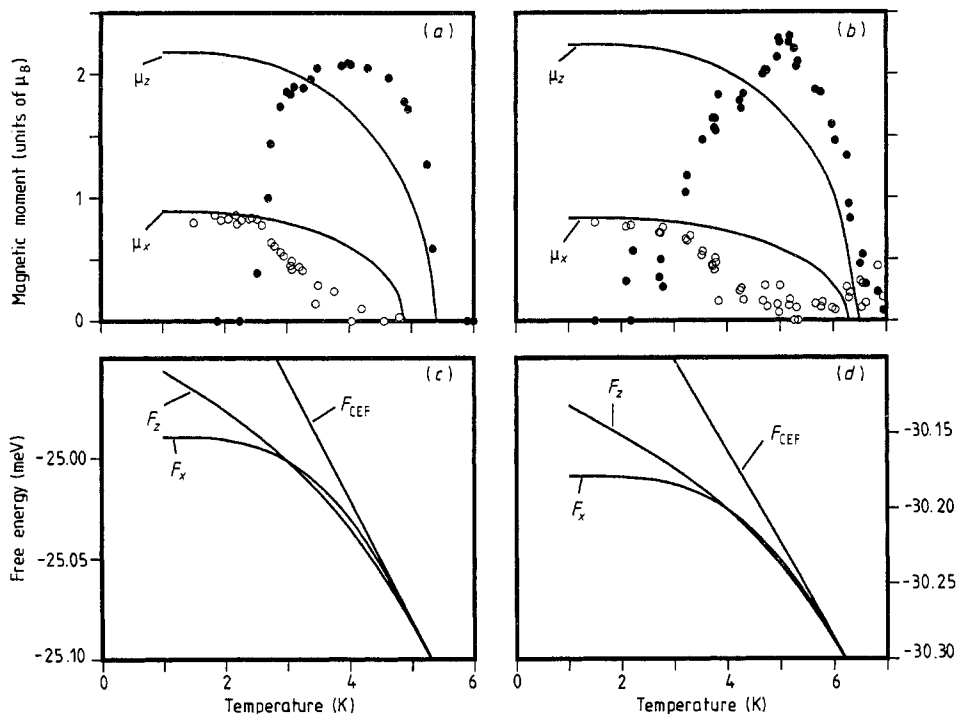 (a)
(b)
Magnetic moment (units of μB)
2
1
0
μz
μx
μz
μx
(c)
(d)
Free energy (meV)
-25.00
-25.05
-25.10
Fz
Fx
FCEF
Fz
Fx
FCEF
-30.15
-30.20
-30.25
-30.30
0 2 4 6
0 2 4 6
Temperature (K)
Temperature (K)